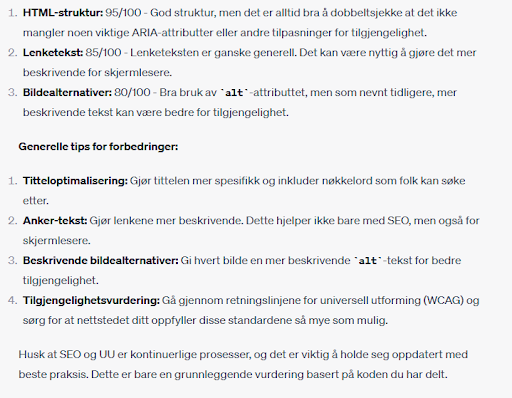 1. HTML-struktur: 95/100 - God struktur, men det er alltid bra å dobbeltsjekke at det ikke
mangler noen viktige ARIA-attributter eller andre tilpasninger for tilgjengelighet.
2. Lenketekst: 85/100 - Lenketeksten er ganske generell. Det kan være nyttig å gjøre det mer
beskrivende for skjermlesere.
3. Bildealternativer: 80/100 - Bra bruk av `alt`-attributtet, men som nevnt tidligere, mer
beskrivende tekst kan være bedre for tilgjengelighet.
Generelle tips for forbedringer:
1. Titteloptimalisering: Gjør tittelen mer spesifikk og inkluder nøkkelord som folk kan søke
etter.
2. Anker-tekst: Gjør lenkene mer beskrivende. Dette hjelper ikke bare med SEO, men også for
skjermlesere.
3. Beskrivende bildealternativer: Gi hvert bilde en mer beskrivende `alt`-tekst for bedre
tilgjengelighet.
4. Tilgjengelighetsvurdering: Gå gjennom retningslinjene for universell utforming (WCAG) og
sørg for at nettstedet ditt oppfyller disse standardene så mye som mulig.
Husk at SEO og UU er kontinuerlige prosesser, og det er viktig å holde seg oppdatert med
beste praksis. Dette er bare en grunnleggende vurdering basert på koden du har delt.